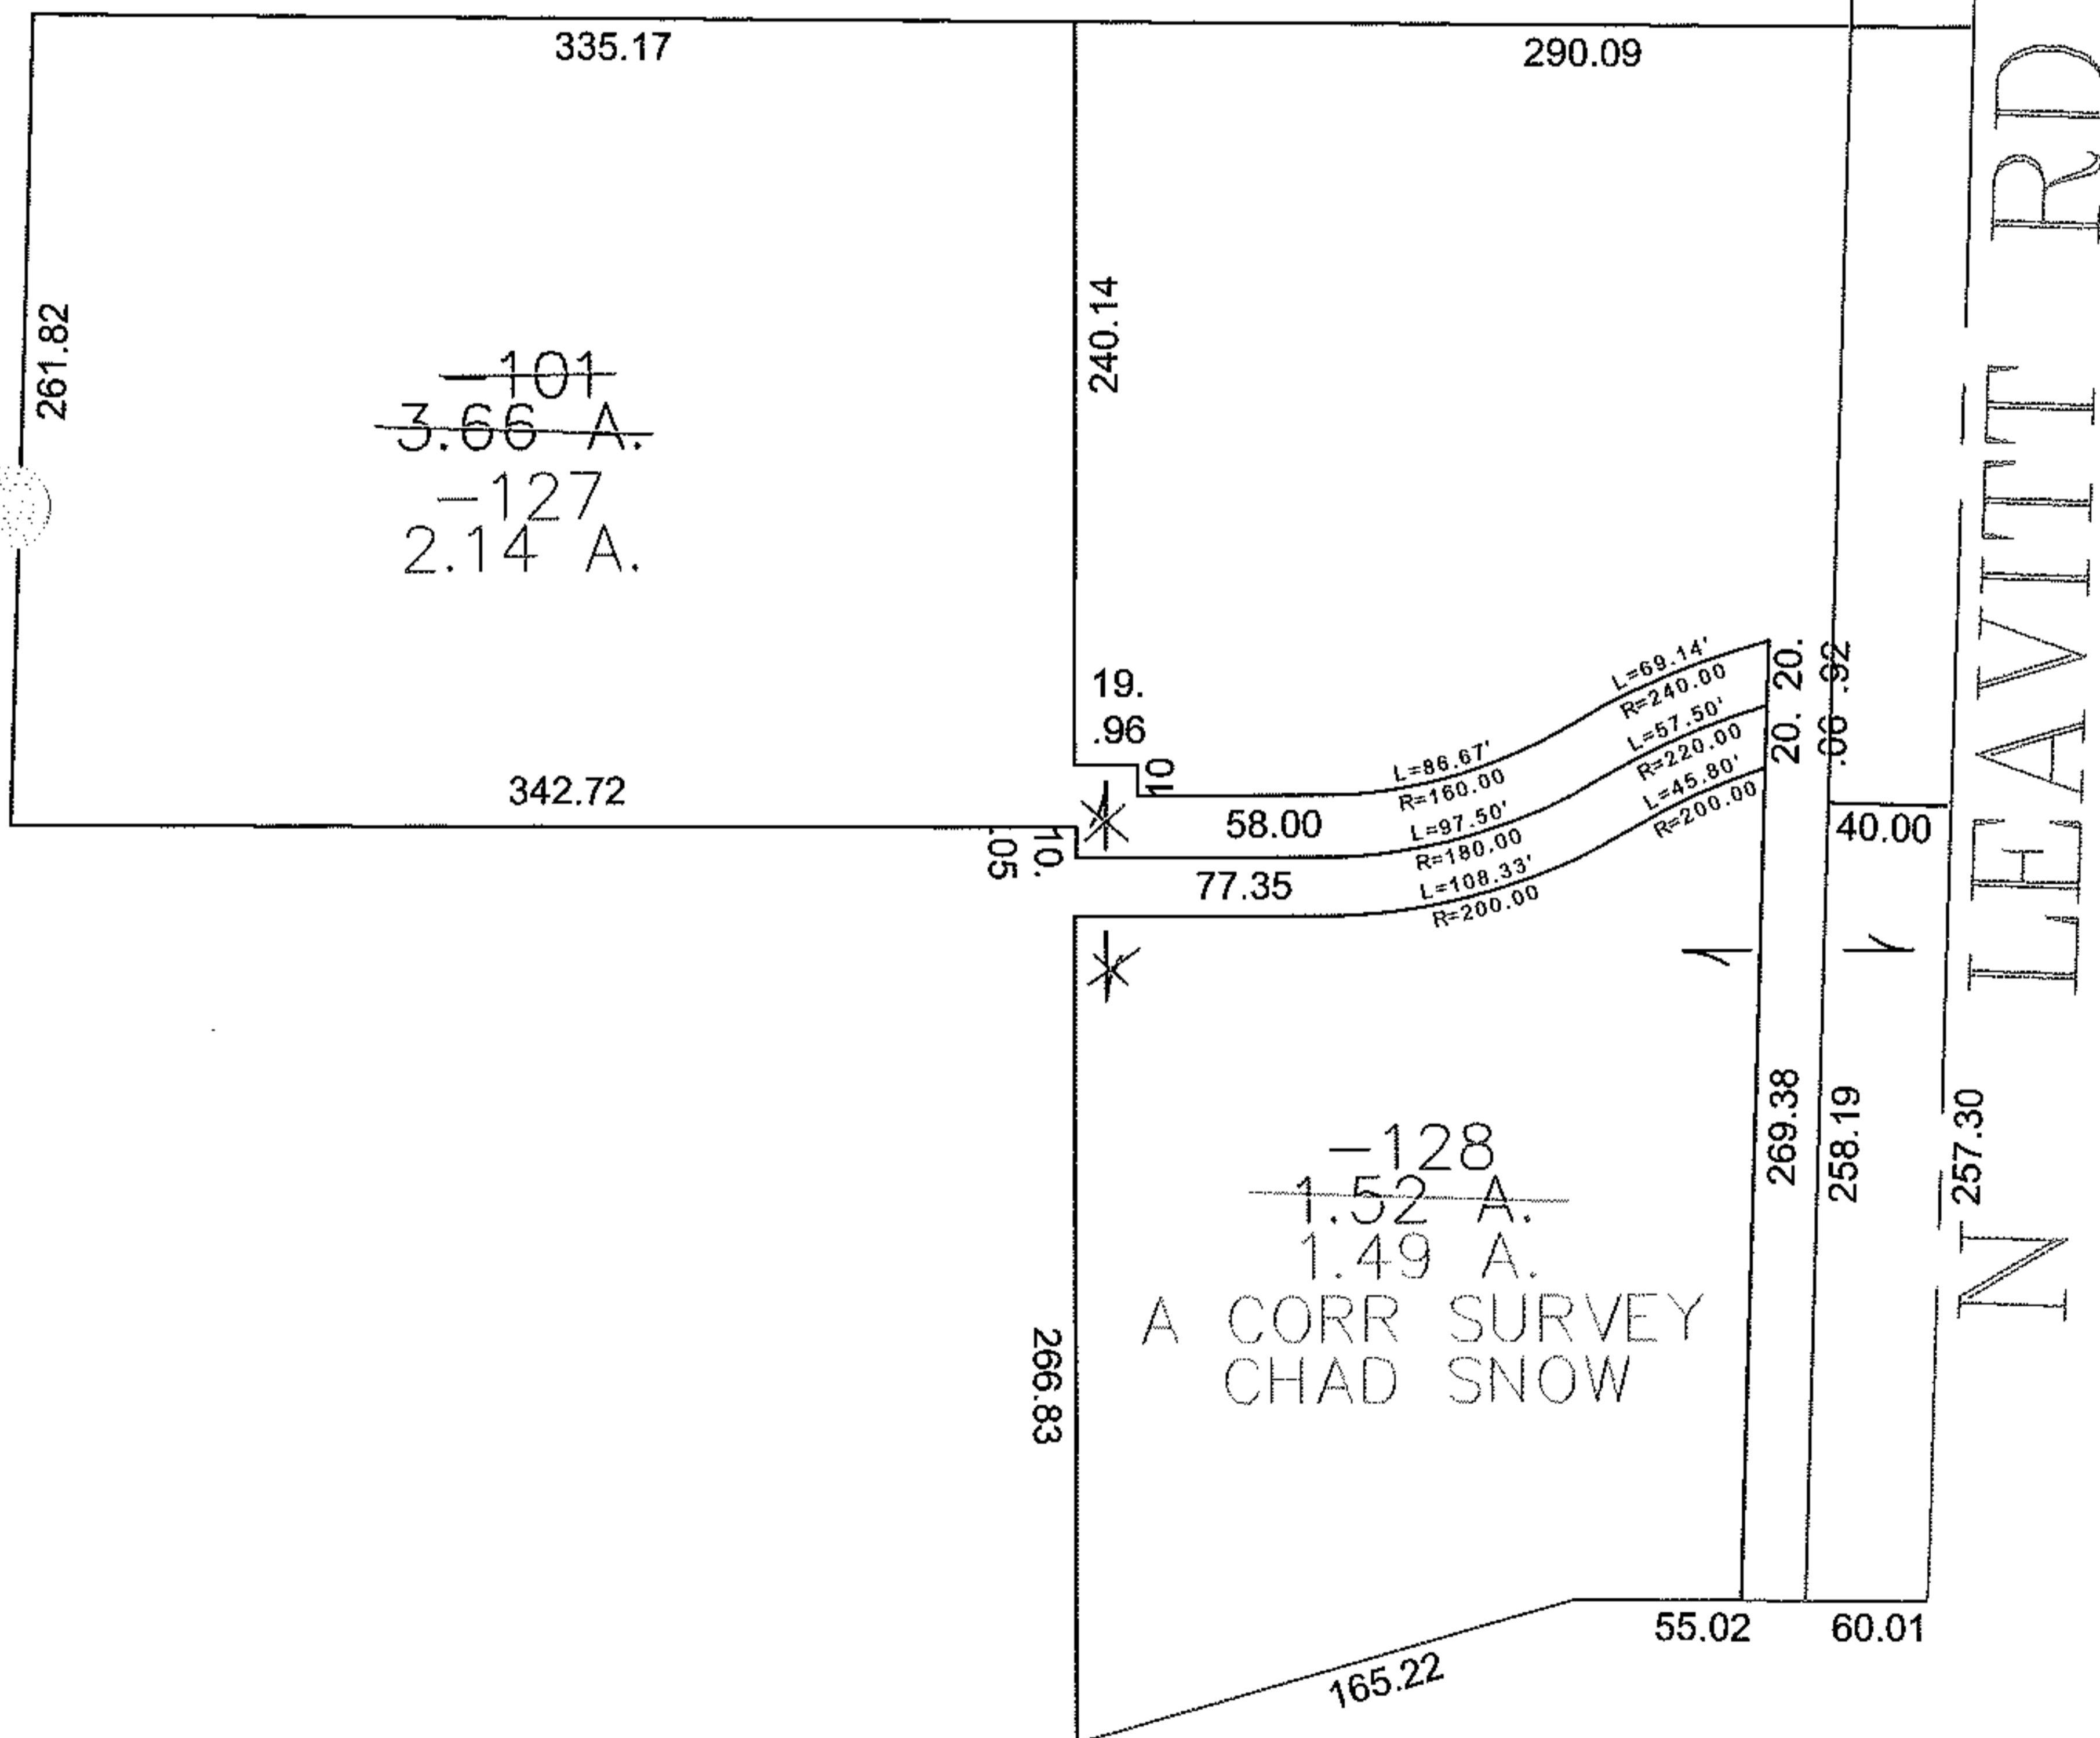 335.17
290.09
261.82
-101
3.66 A.
-127
2.14 A.
240.14
19.
.96
10
342.72
10.
.05
58.00
77.35
L=69.14'
R=240.00
L=57.50'
R=220.00
L=45.80'
R=200.00
L=86.67'
R=160.00
L=97.50'
R=180.00
L=108.33'
R=200.00
20. 20.
.66 .92
40.00
N LEAVITT RD
269.38
258.19
257.30
-128
1.52 A.
1.49 A.
A CORR SURVEY
CHAD SNOW
266.83
165.22
55.02
60.01